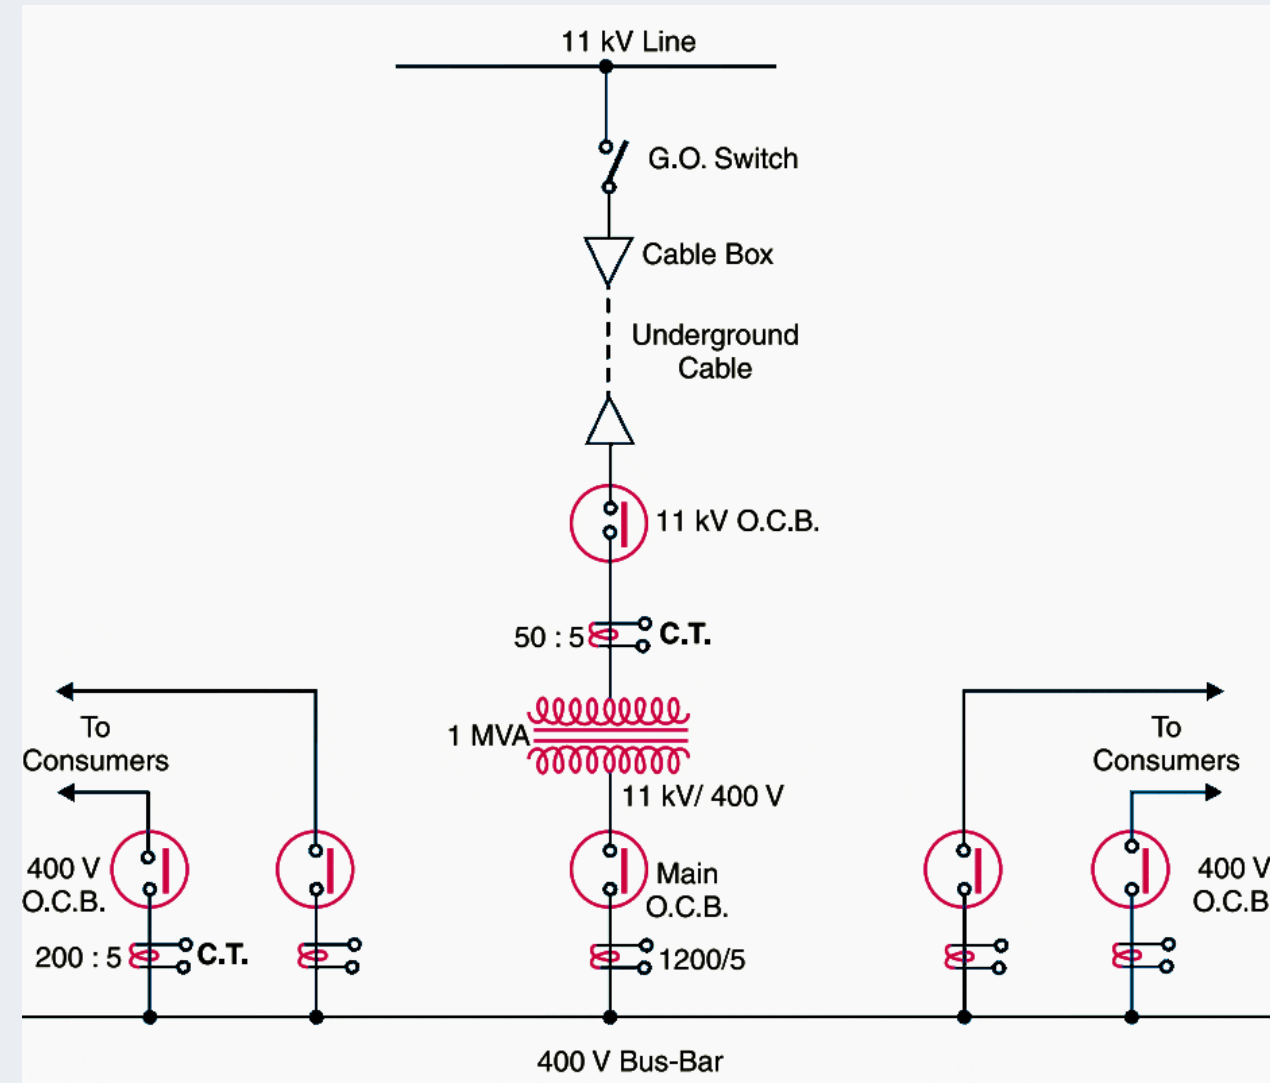 11 kV Line
G.O. Switch
Cable Box
Underground
Cable
11 kV O.C.B.
50 : 5
C.T.
1 MVA
11 kV/ 400 V
To
Consumers
To
Consumers
400 V
O.C.B.
Main
O.C.B.
400 V
O.C.B
200 : 5
C.T.
1200/5
400 V Bus-Bar